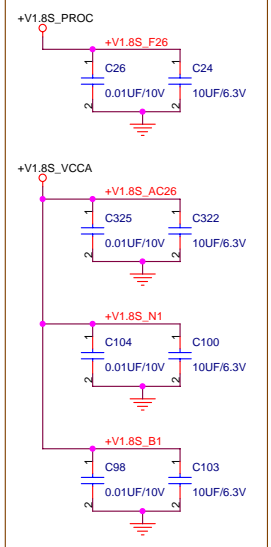 +V1.8S_PROC
+V1.8S_F26
1 1
C26 C24
0.01UF/10V 10UF/6.3V
2 2
+V1.8S_VCCA
+V1.8S_AC26
1 1
C325 C322
0.01UF/10V 10UF/6.3V
2 2
+V1.8S_N1
1 1
C104 C100
0.01UF/10V 10UF/6.3V
2 2
+V1.8S_B1
1 1
C98 C103
0.01UF/10V 10UF/6.3V
2 2